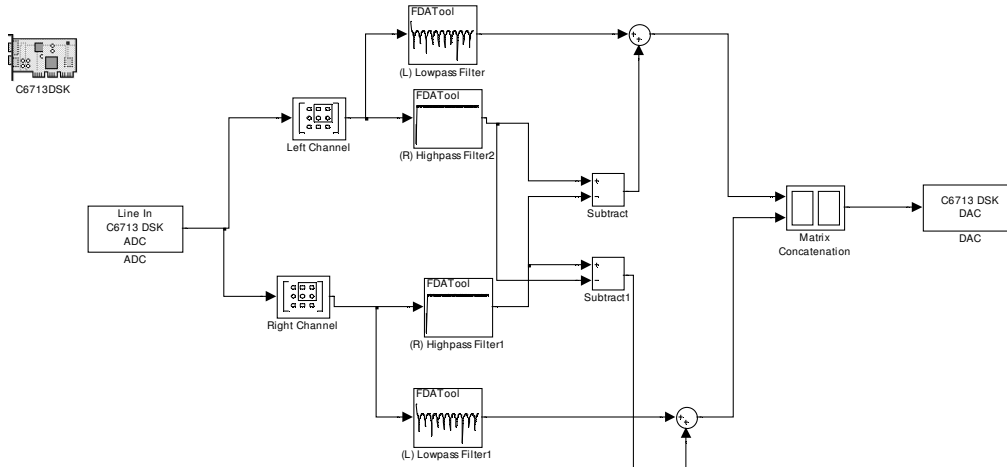 FDATool
(L) Lowpass Filter
C6713DSK
FDATool
Left Channel
(R) Highpass Filter2
+
+
+
−
Subtract
Line In
C6713 DSK
ADC
ADC
C6713 DSK
DAC
DAC
Matrix
Concatenation
+
−
Subtract1
FDATool
Right Channel
(R) Highpass Filter1
FDATool
+
+
(L) Lowpass Filter1